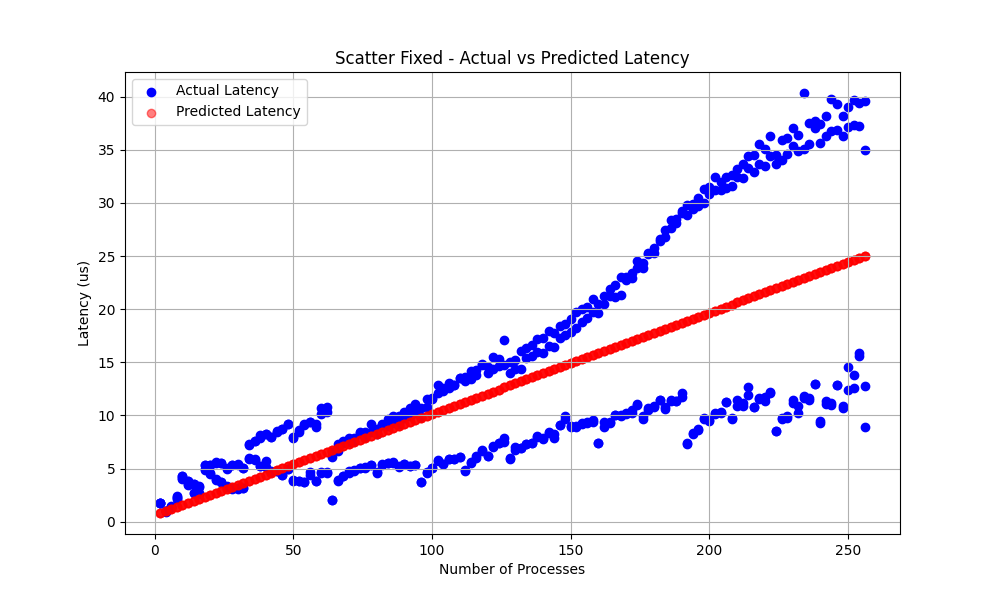 Scatter Fixed - Actual vs Predicted Latency
Actual Latency
Predicted Latency
Latency (us)
40
35
30
25
20
15
10
5
0
0 50 100 150 200 250
Number of Processes